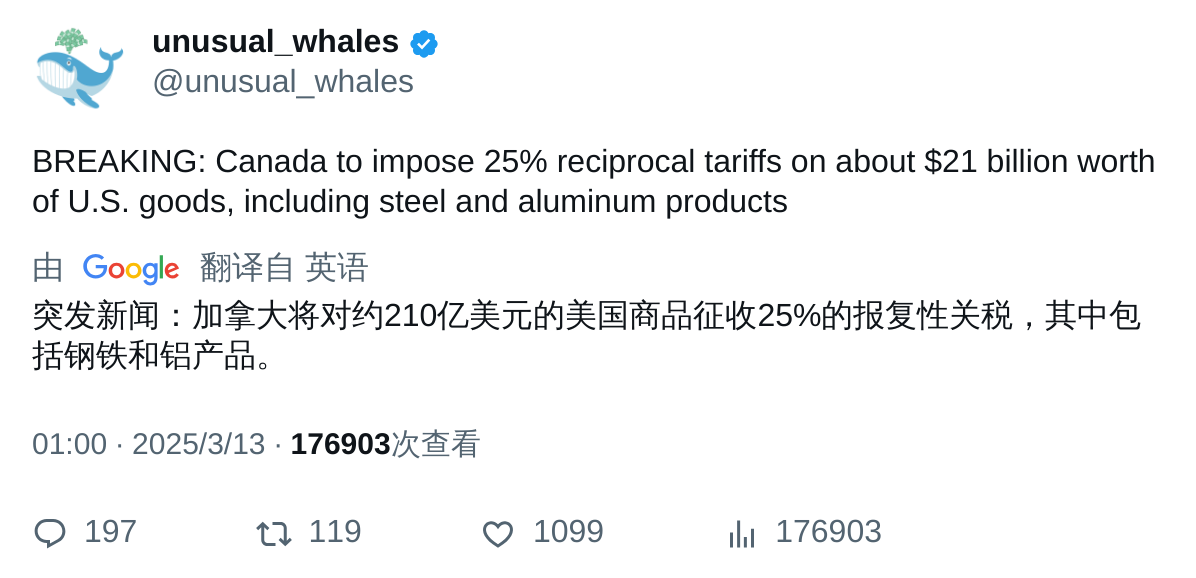 unusual_whales
@unusual_whales
BREAKING: Canada to impose 25% reciprocal tariffs on about $21 billion worth
of U.S. goods, including steel and aluminum products
由 Google 翻译自 英语
突发新闻：加拿大将对约210亿美元的美国商品征收25%的报复性关税，其中包
括钢铁和铝产品。
01:00 · 2025/3/13 · 176903次查看
197 119 1099 176903